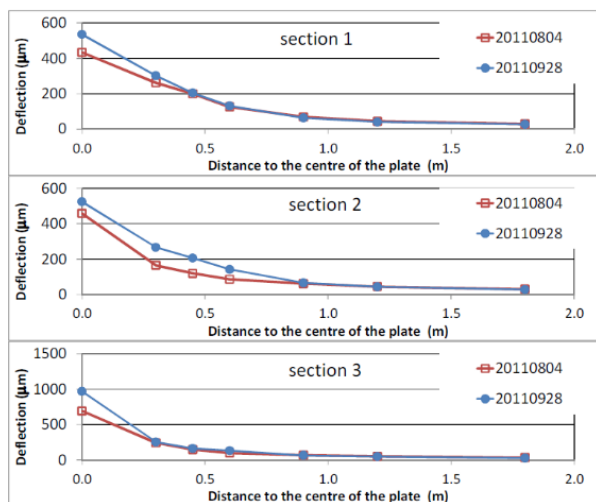 600
section 1
20110804
400
20110928
200
0
Deflection (µm)
0.0 0.5 1.0 1.5 2.0
Distance to the centre of the plate (m)
600
section 2
20110804
400
20110928
200
0
Deflection (µm)
0.0 0.5 1.0 1.5 2.0
Distance to the centre of the plate (m)
1500
section 3
20110804
1000
20110928
500
0
Deflection (µm)
0.0 0.5 1.0 1.5 2.0
Distance to the centre of the plate (m)